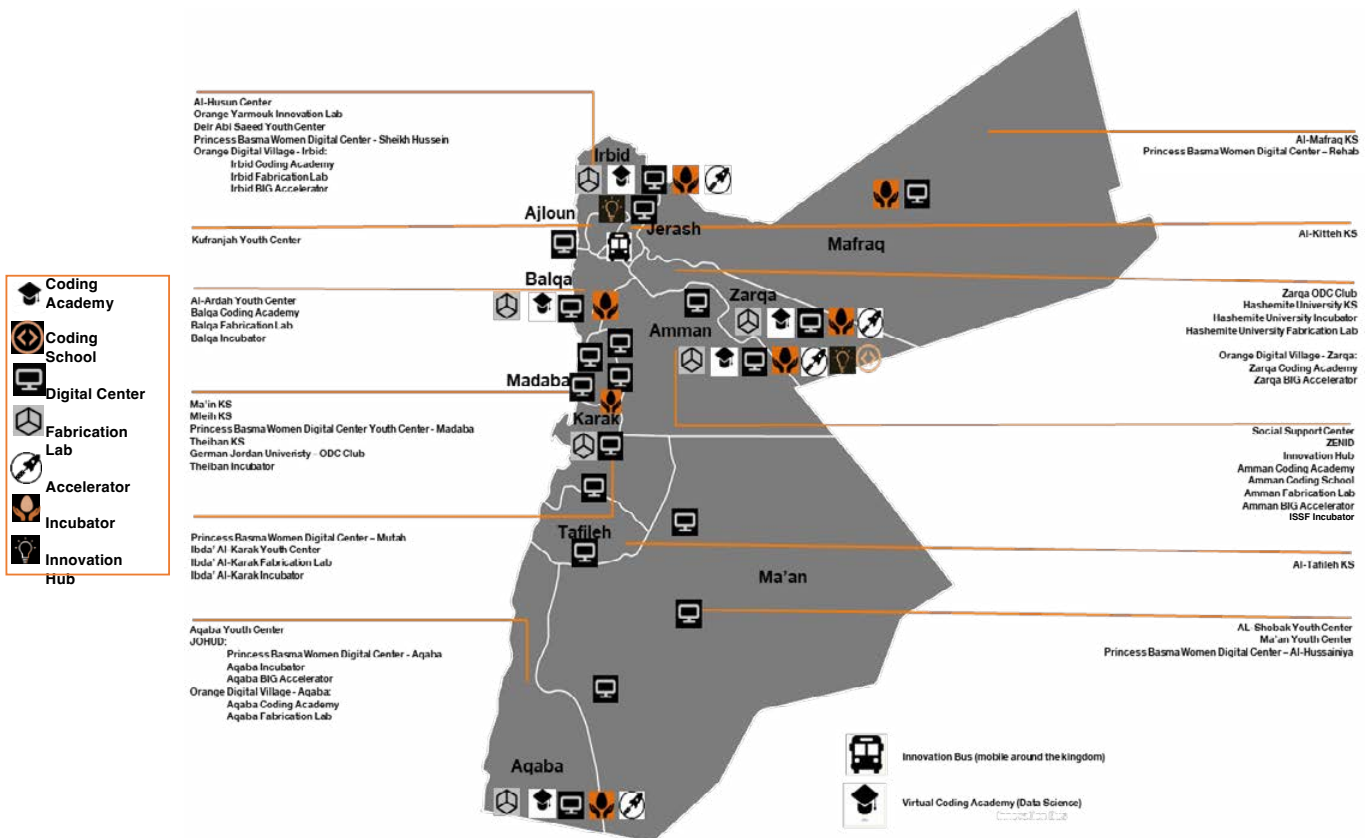 Al-Husun Center
Orange Yarmouk Innovation Lab
Deir Abi Saeed Youth Center
Princess Basma Women Digital Center - Sheikh Hussein
Orange Digital Village - Irbid:
Irbid Coding Academy
Irbid Fabrication Lab
Irbid BIG Accelerator
Kufranjah Youth Center
Al-Ardah Youth Center
Balqa Coding Academy
Balqa Fabrication Lab
Balqa Incubator
Ma'in KS
Mleih KS
Princess Basma Women Digital Center Youth Center - Madaba
Theiban KS
German Jordan Univeristy - ODC Club
Theiban Incubator
Princess Basma Women Digital Center – Mutah
Ibda' Al-Karak Youth Center
Ibda' Al-Karak Fabrication Lab
Ibda' Al-Karak Incubator
Aqaba Youth Center
JOHUD:
Princess Basma Women Digital Center - Aqaba
Aqaba Incubator
Aqaba BIG Accelerator
Orange Digital Village - Aqaba:
Aqaba Coding Academy
Aqaba Fabrication Lab
Coding
Academy
Coding
School
Digital Center
Fabrication
Lab
Accelerator
Incubator
Innovation
Hub
Irbid
Ajloun
Jerash
Mafraq
Balqa
Zarqa
Amman
Madaba
Karak
Tafileh
Ma'an
Aqaba
Al-Mafraq KS
Princess Basma Women Digital Center – Rehab
Al-Kitteh KS
Zarqa ODC Club
Hashemite University KS
Hashemite University Incubator
Hashemite University Fabrication Lab
Orange Digital Village - Zarqa:
Zarqa Coding Academy
Zarqa BIG Accelerator
Social Support Center
ZENID
Innovation Hub
Amman Coding Academy
Amman Coding School
Amman Fabrication Lab
Amman BIG Accelerator
ISSF Incubator
Al-Tafileh KS
AL-Shobak Youth Center
Ma'an Youth Center
Princess Basma Women Digital Center – Al-Hussainiya
Innovation Bus (mobile around the kingdom)
Virtual Coding Academy (Data Science)
Innovation Bus